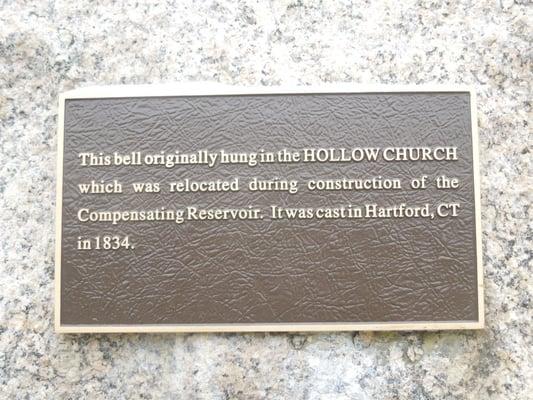 This bell originally hung in the HOLLOW CHURCH
which was relocated during construction of the
Compensating Reservoir. It was cast in Hartford, CT
in 1834.